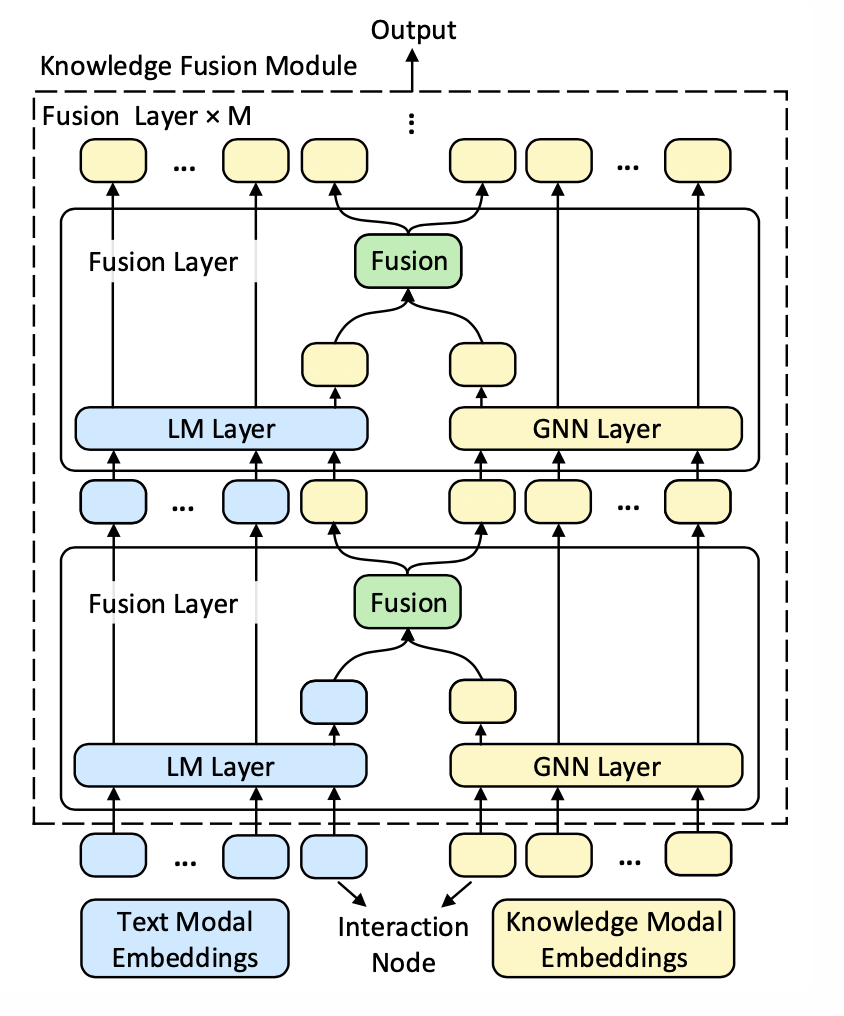 Output
Knowledge Fusion Module
Fusion Layer × M
...
... ...
Fusion Layer
Fusion
LM Layer
GNN Layer
... ...
Fusion Layer
Fusion
LM Layer
GNN Layer
... ...
Text Modal
Embeddings
Interaction
Node
Knowledge Modal
Embeddings